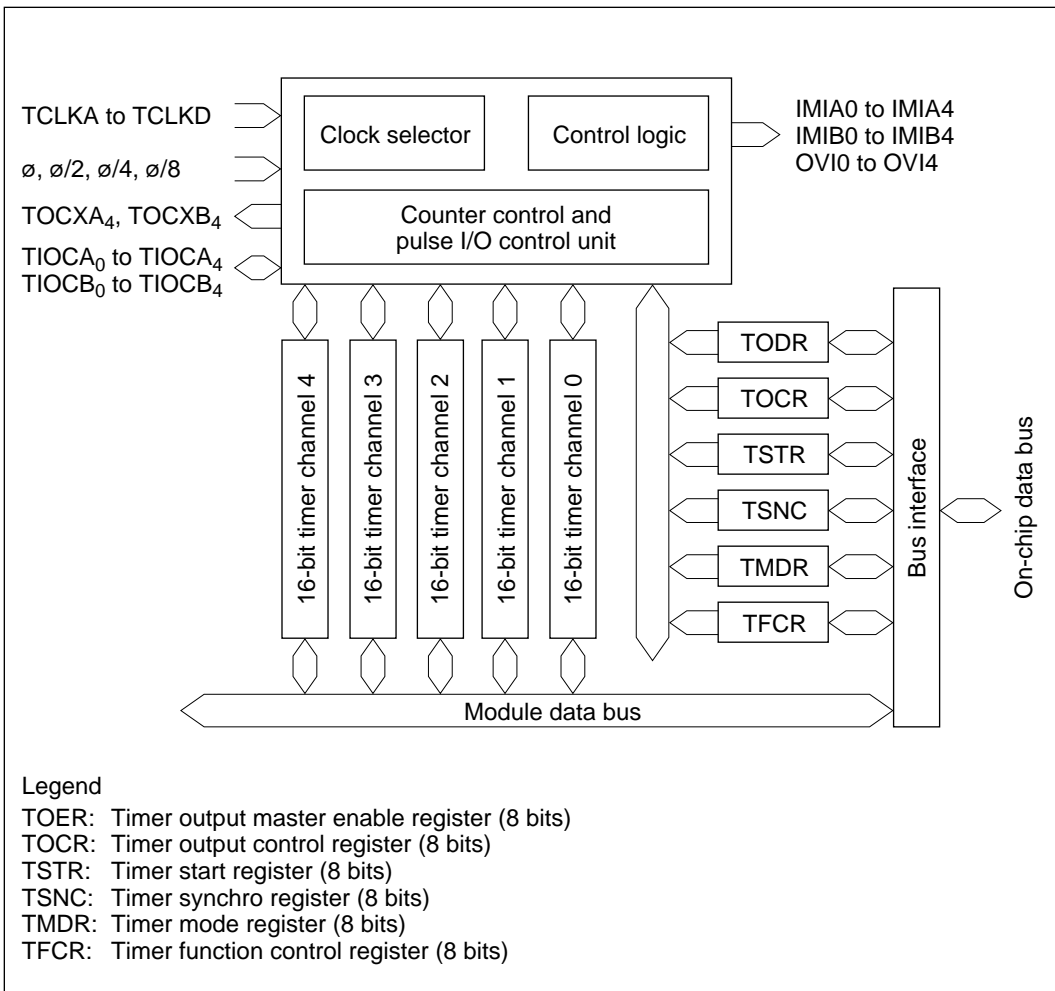 TCLKA to TCLKD
ø, ø/2, ø/4, ø/8
TOCXA4, TOCXB4
TIOCA0 to TIOCA4
TIOCB0 to TIOCB4
Clock selector
Control logic
Counter control and
pulse I/O control unit
IMIA0 to IMIA4
IMIB0 to IMIB4
OVI0 to OVI4
16-bit timer channel 4
16-bit timer channel 3
16-bit timer channel 2
16-bit timer channel 1
16-bit timer channel 0
TODR
TOCR
TSTR
TSNC
TMDR
TFCR
Bus interface
On-chip data bus
Module data bus
Legend
TOER: Timer output master enable register (8 bits)
TOCR: Timer output control register (8 bits)
TSTR: Timer start register (8 bits)
TSNC: Timer synchro register (8 bits)
TMDR: Timer mode register (8 bits)
TFCR: Timer function control register (8 bits)